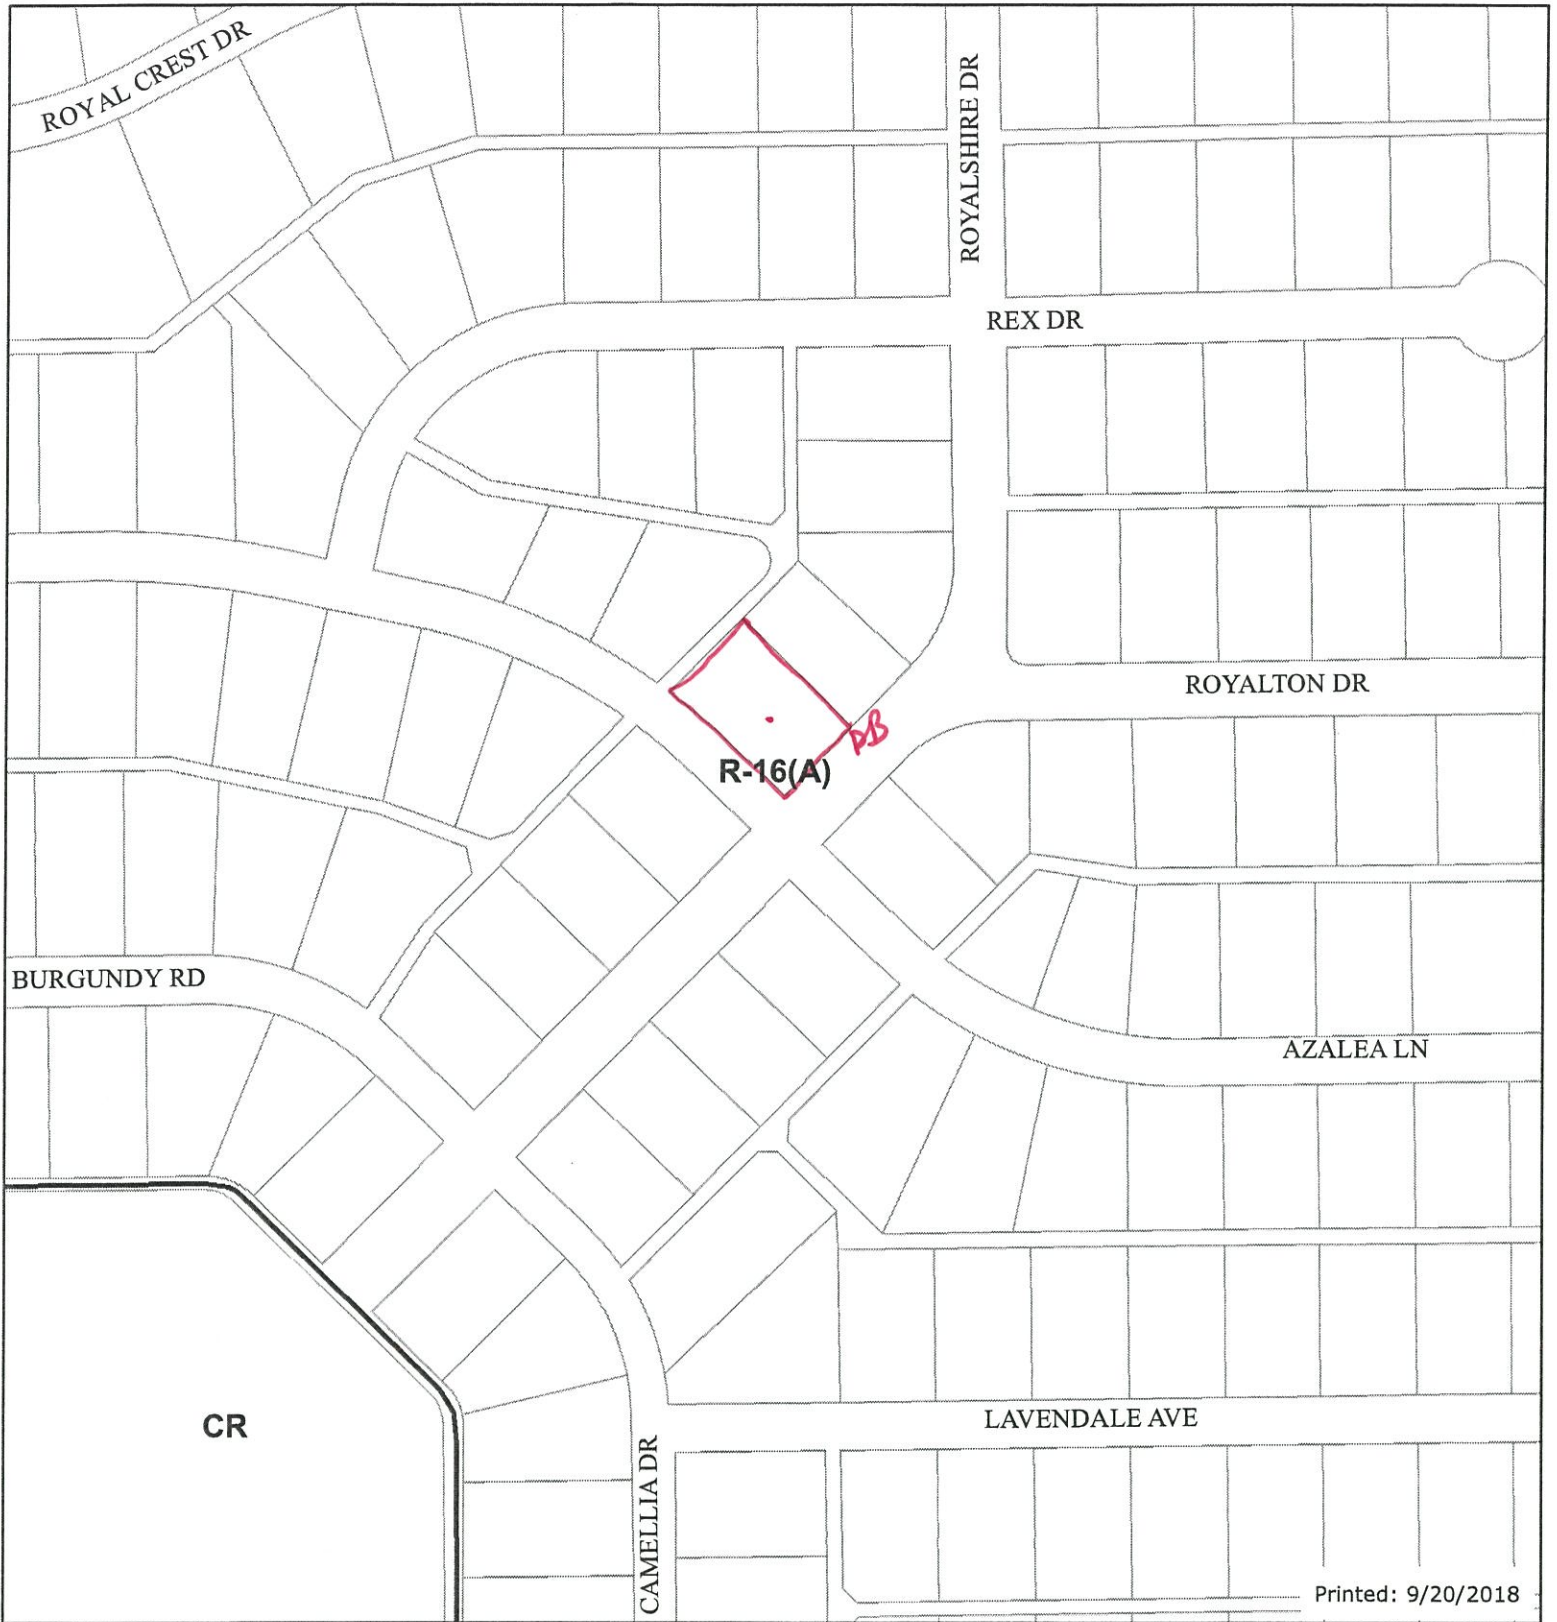 ROYAL CREST DR
ROYALSHIRE DR
REX DR
ROYALTON DR
DB
R-16(A)
BURGUNDY RD
AZALEA LN
CR
LAVENDALE AVE
CAMELLIA DR
Printed: 9/20/2018